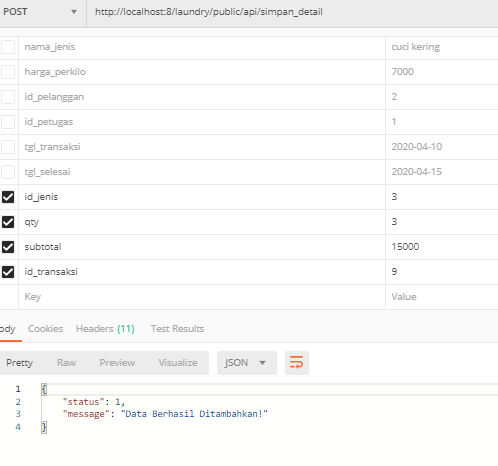 POST http://localhost:8/laundry/public/api/simpan_detail
nama_jenis cuci kering
harga_perkilo 7000
id_pelanggan 2
id_petugas 1
tgl_transaksi 2020-04-10
tgl_selesai 2020-04-15
id_jenis 3
qty 3
subtotal 15000
id_transaksi 9
Key Value
ody Cookies Headers (11) Test Results
Pretty Raw Preview Visualize JSON
1 {
2 "status": 1,
3 "message": "Data Berhasil Ditambahkan!"
4 }